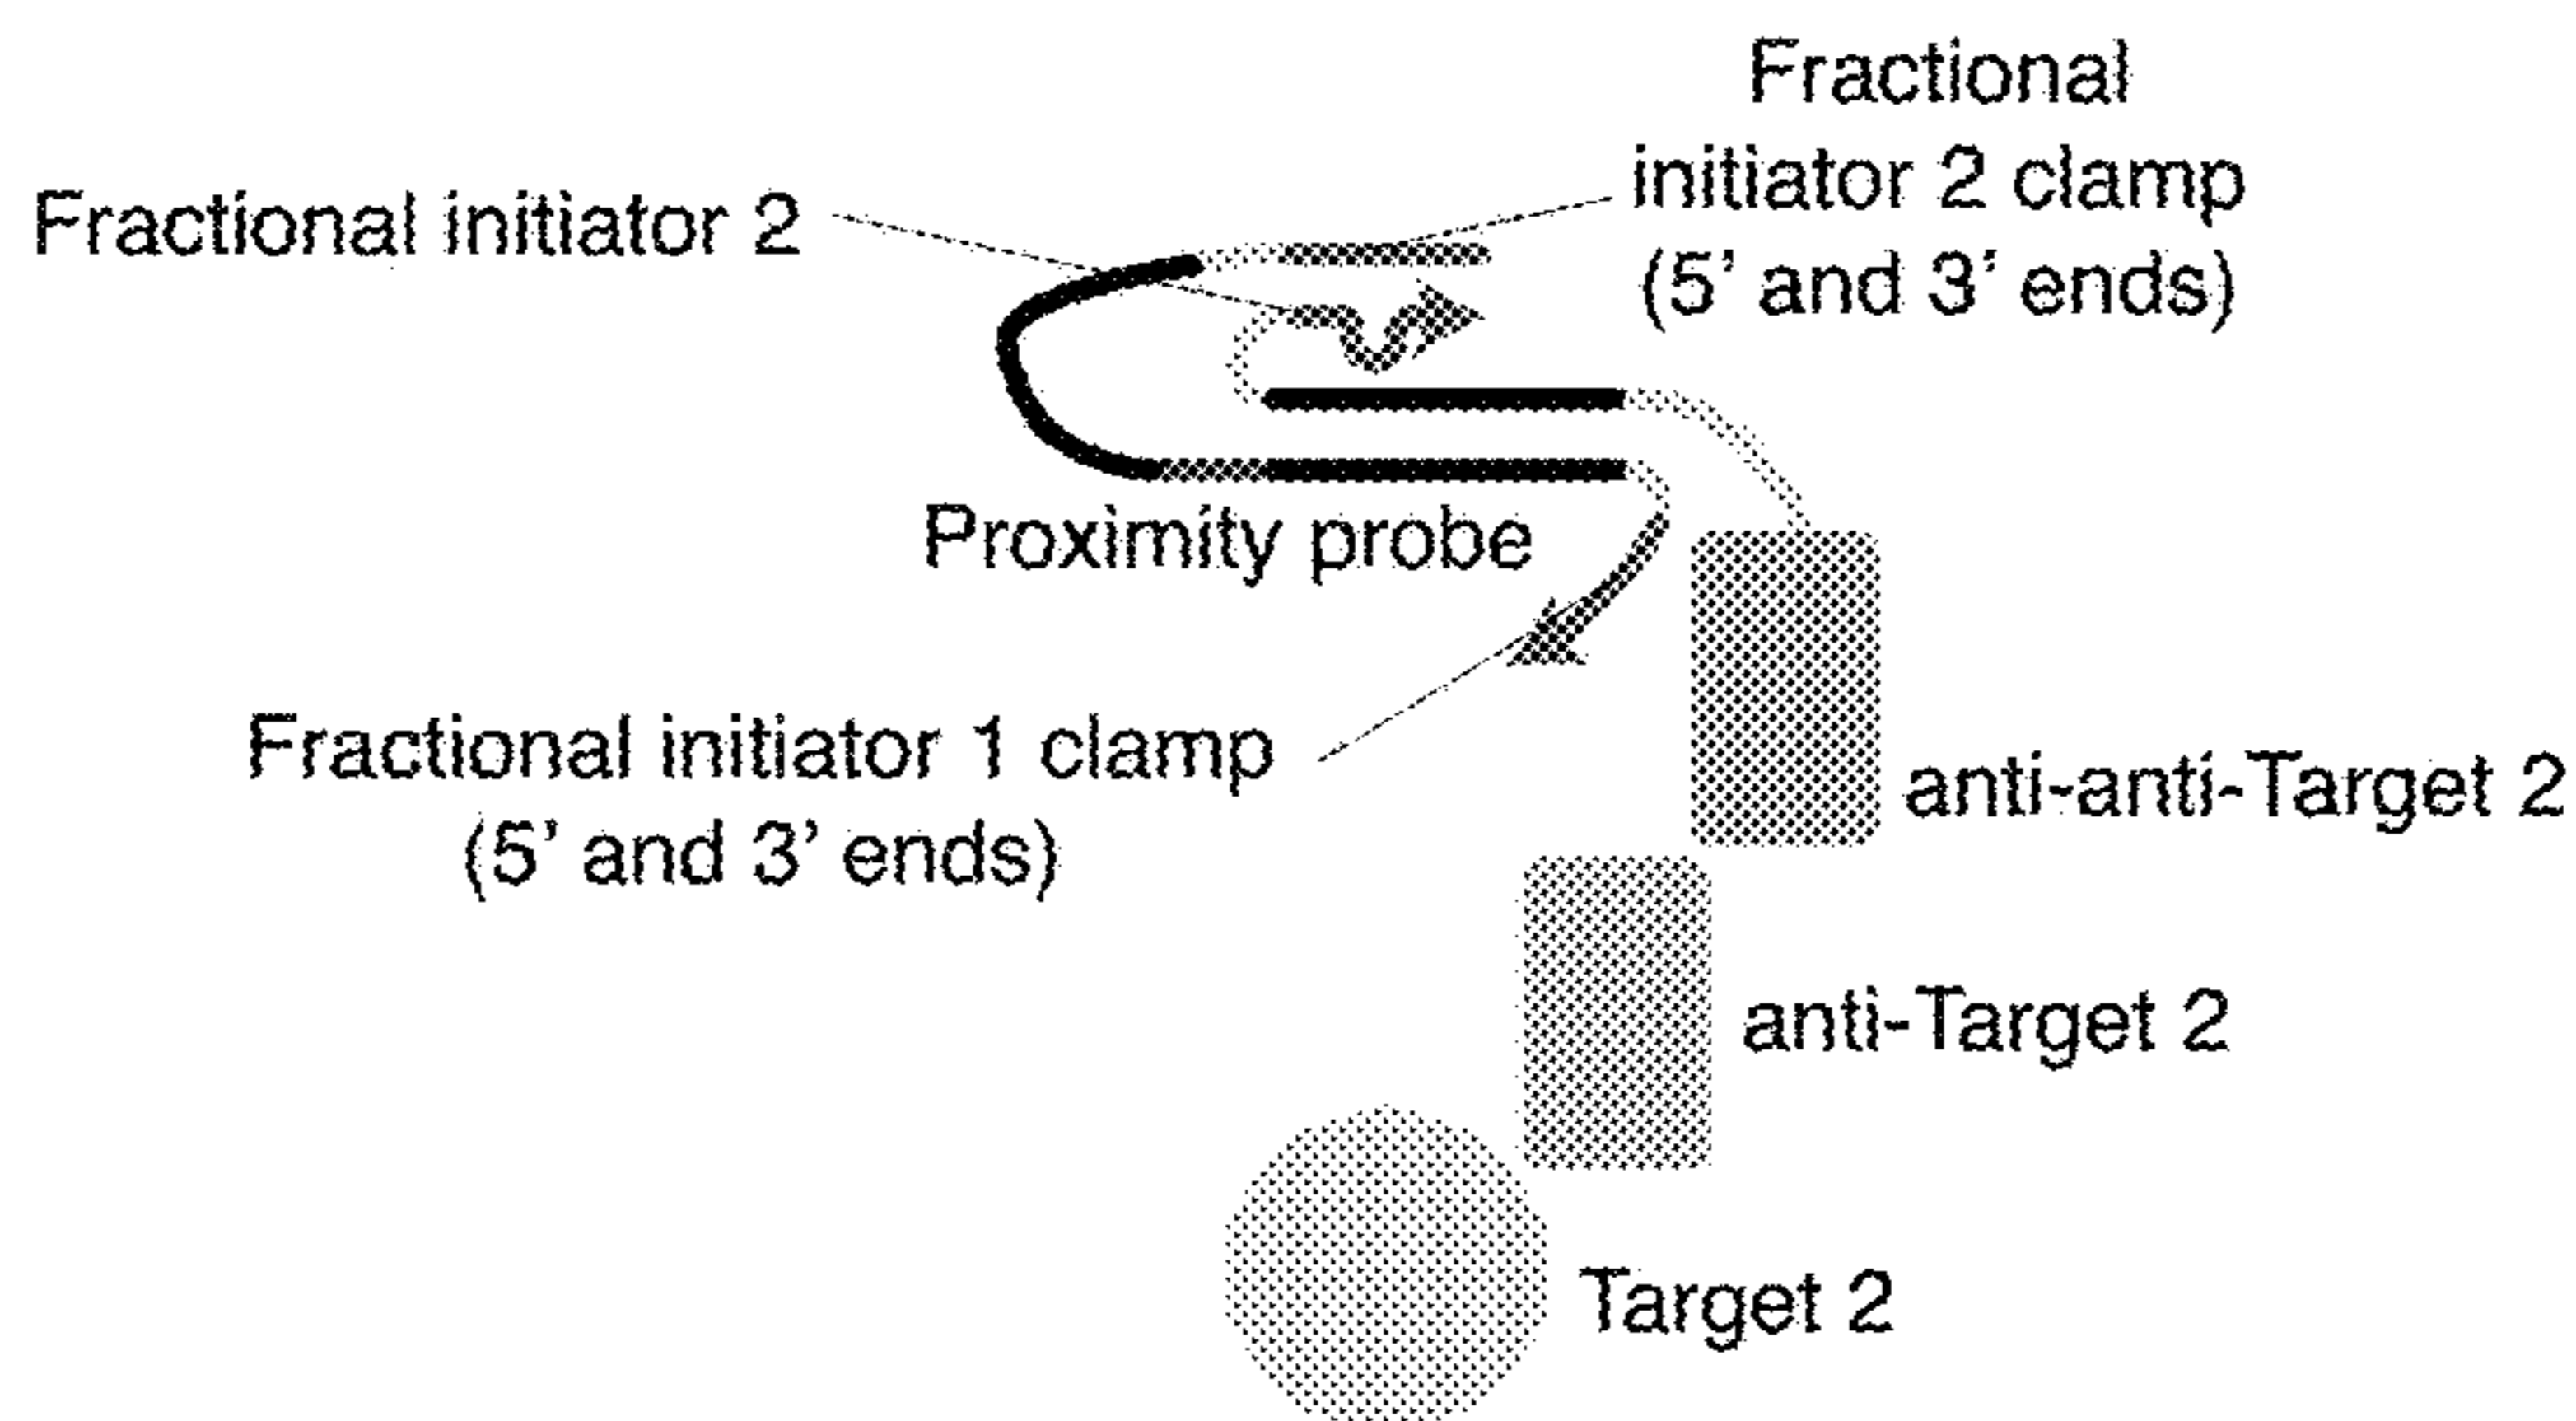 Fractional
initiator 2 clamp
(5' and 3' ends)
Fractional initiator 2
Proximity probe
Fractional initiator 1 clamp
(5' and 3' ends)
anti-anti-Target 2
anti-Target 2
Target 2